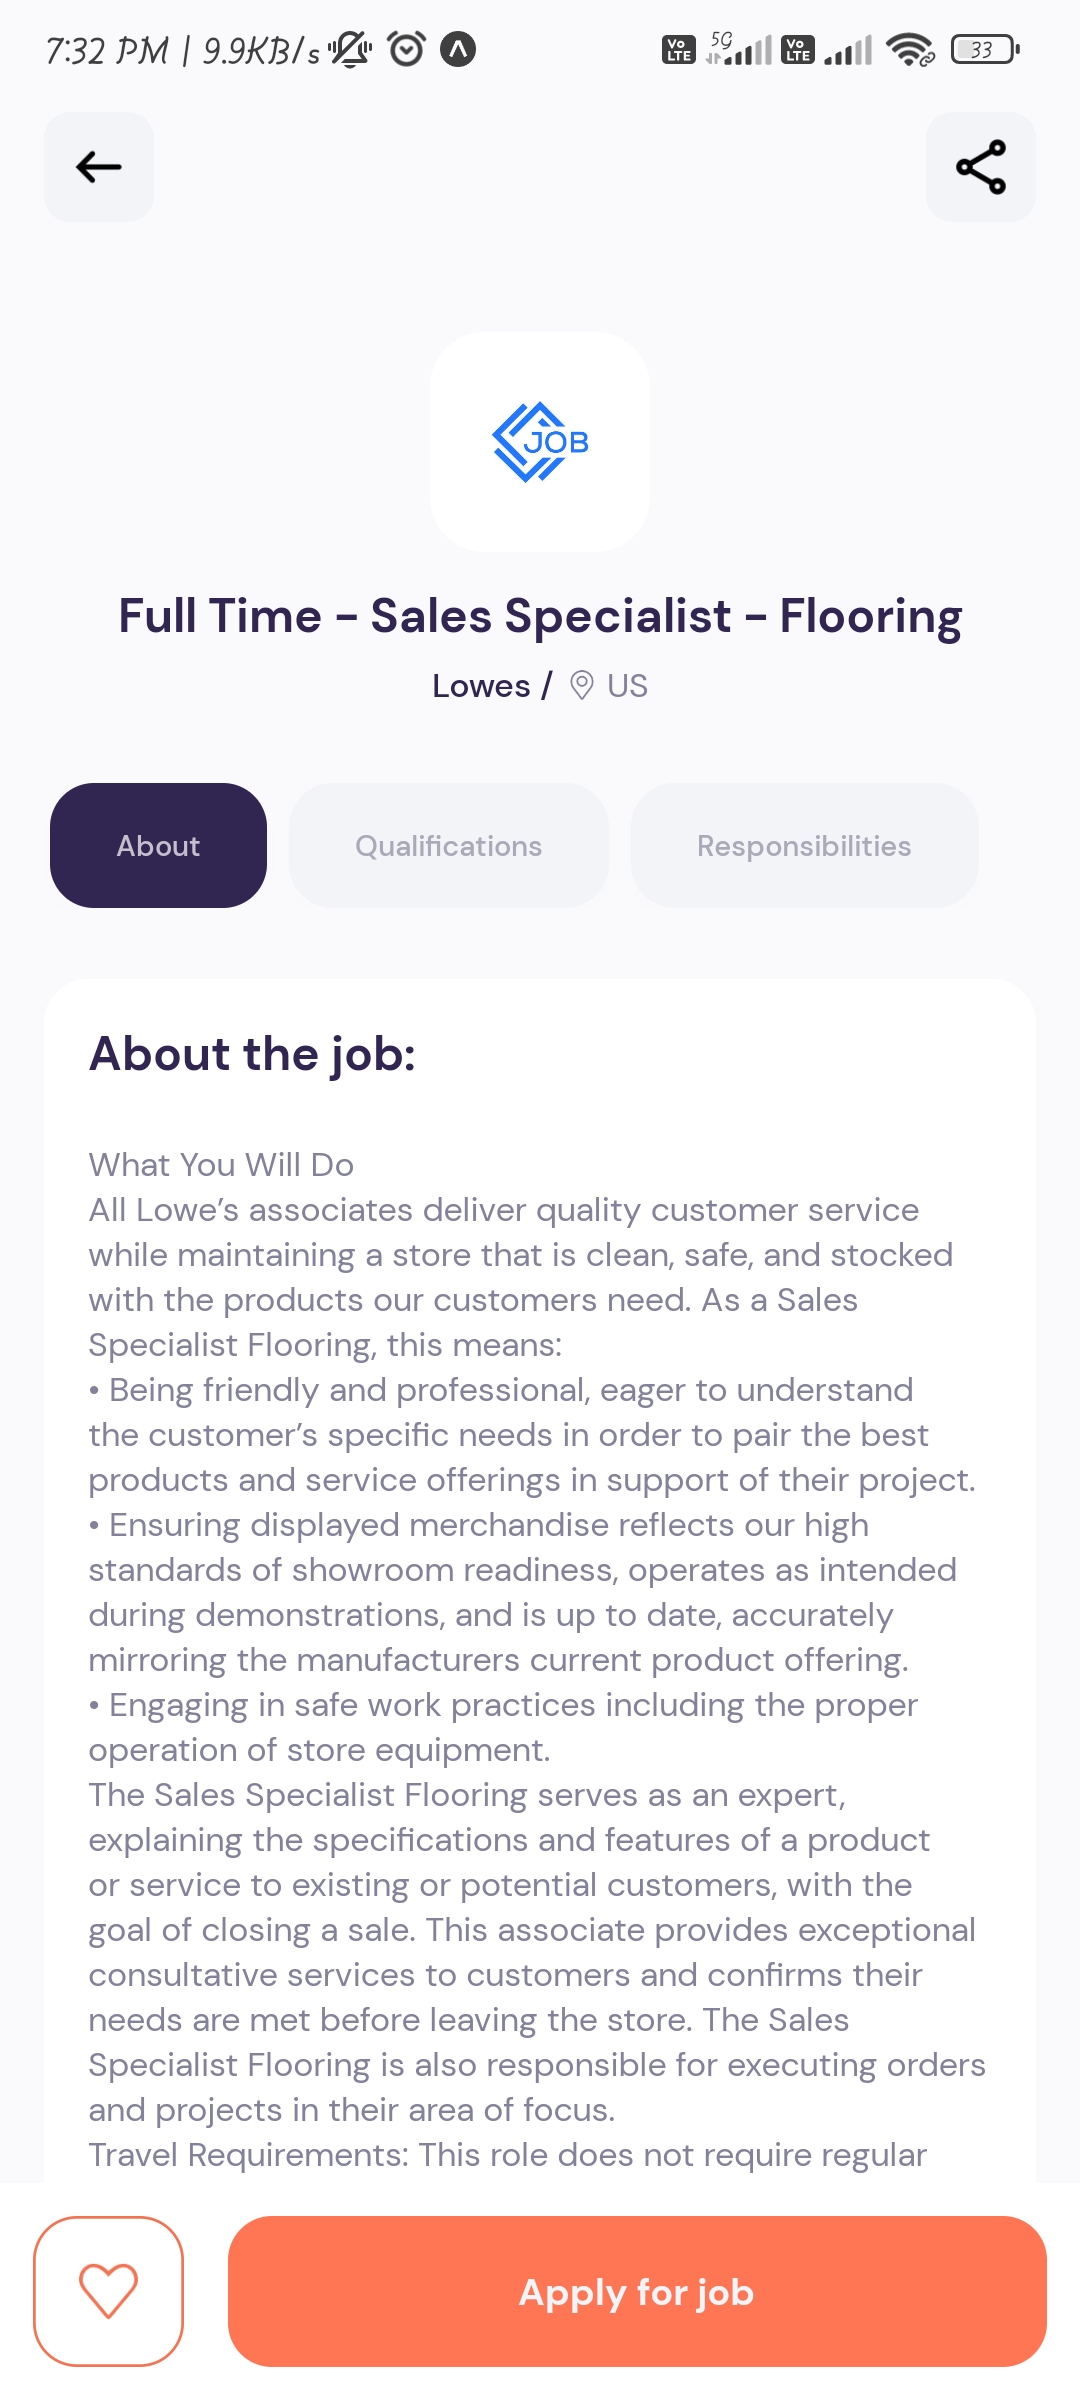 7:32 PM | 9.9KB/s
Vo LTE 5G Vo LTE 33
JOB
Full Time - Sales Specialist - Flooring
Lowes / US
About Qualifications Responsibilities
About the job:
What You Will Do
All Lowe’s associates deliver quality customer service
while maintaining a store that is clean, safe, and stocked
with the products our customers need. As a Sales
Specialist Flooring, this means:
• Being friendly and professional, eager to understand
the customer’s specific needs in order to pair the best
products and service offerings in support of their project.
• Ensuring displayed merchandise reflects our high
standards of showroom readiness, operates as intended
during demonstrations, and is up to date, accurately
mirroring the manufacturers current product offering.
• Engaging in safe work practices including the proper
operation of store equipment.
The Sales Specialist Flooring serves as an expert,
explaining the specifications and features of a product
or service to existing or potential customers, with the
goal of closing a sale. This associate provides exceptional
consultative services to customers and confirms their
needs are met before leaving the store. The Sales
Specialist Flooring is also responsible for executing orders
and projects in their area of focus.
Travel Requirements: This role does not require regular
Apply for job